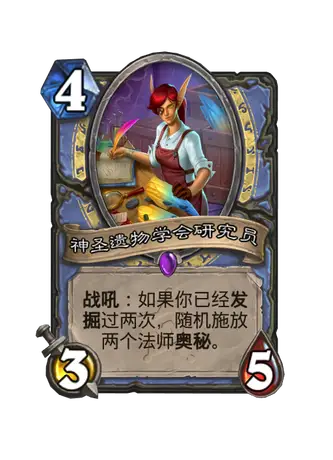 4
神圣遗物学会研究员
战吼：如果你已经发
掘过两次，随机施放
两个法师奥秘。
3
5